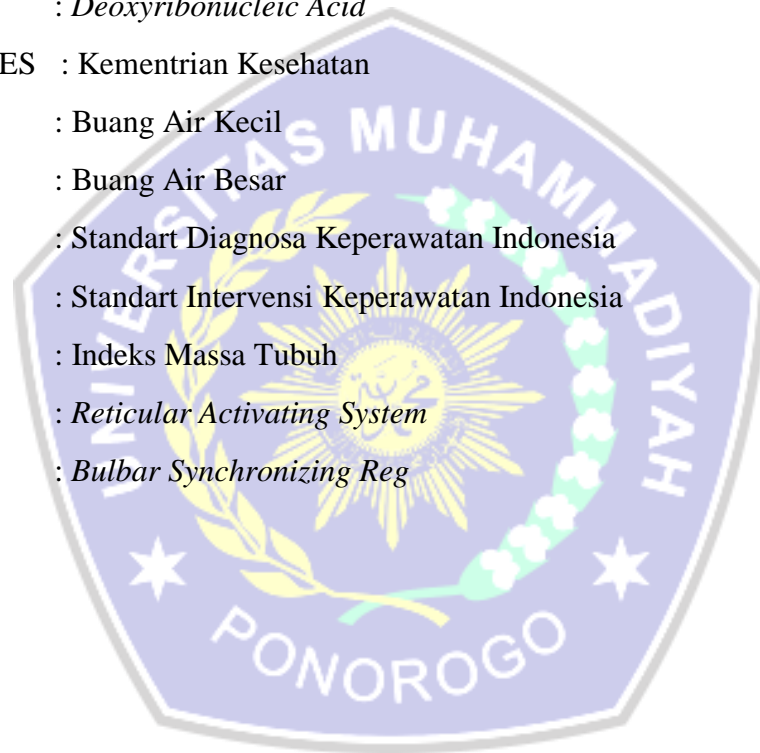 : Deoxyribonucleic Acid
ES : Kementrian Kesehatan
: Buang Air Kecil
: Buang Air Besar
: Standart Diagnosa Keperawatan Indonesia
: Standart Intervensi Keperawatan Indonesia
: Indeks Massa Tubuh
: Reticular Activating System
: Bulbar Synchronizing Reg
UNIVERSITAS MUHAMMADIYAH
PONOROGO